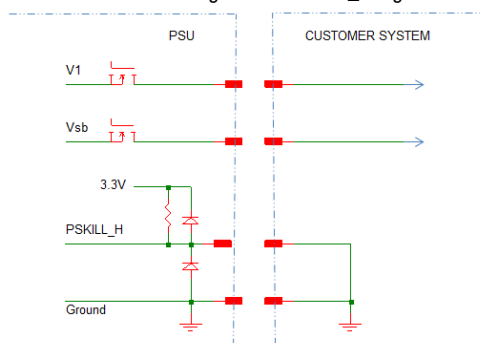 PSU
CUSTOMER SYSTEM
V1
Vsb
3.3V
PSKILL_H
Ground